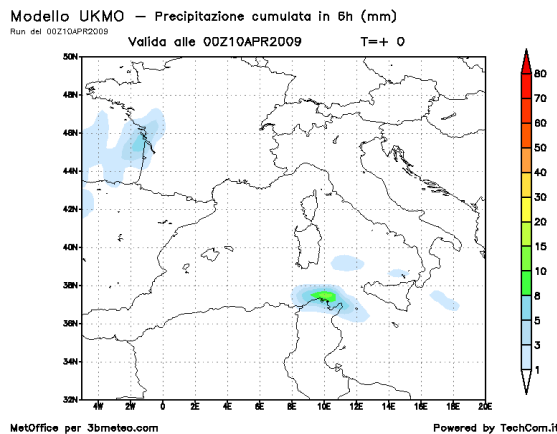 Modello UKMO – Precipitazione cumulata in 6h (mm)
Run del 00Z10APR2009
Valida alle 00Z10APR2009 T=+ 0
50N
48N
46N
44N
42N
40N
38N
36N
34N
32N
4W 2W 0 2E 4E 6E 8E 10E 12E 14E 16E 18E 20E
80
70
60
50
40
30
20
15
10
8
5
3
1
MetOffice per 3bmeteo.com
Powered by TechCom.it